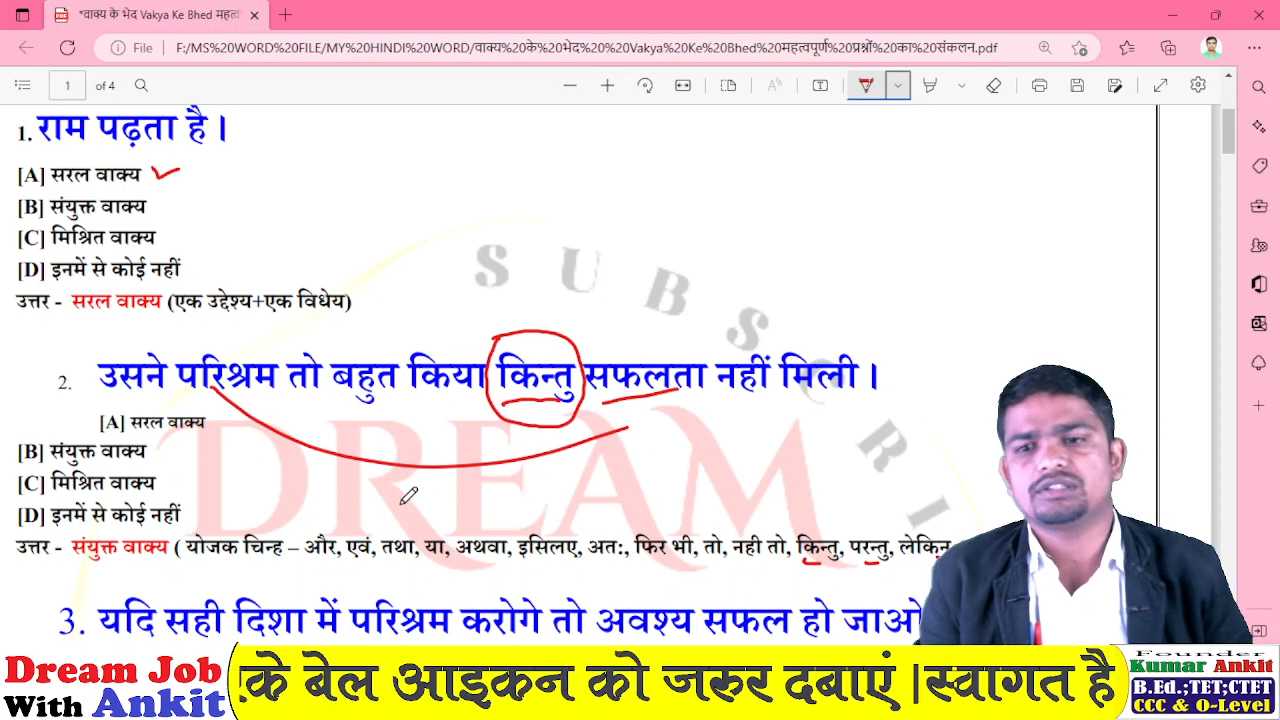 *वाक्य के भेद Vakya Ke Bhed महत्व
File F:/MS%20WORD%20FILE/MY%20HINDI%20WORD/वाक्य%20के%20भेद%20%20Vakya%20Ke%20Bhed%20महत्वपूर्ण%20प्रश्नों%20का%20संकलन.pdf
1 of 4
1. राम पढ़ता है ।
[A] सरल वाक्य
[B] संयुक्त वाक्य
[C] मिश्रित वाक्य
[D] इनमें से कोई नहीं
उत्तर - सरल वाक्य (एक उद्देश्य+एक विधेय)
2. उसने परिश्रम तो बहुत किया किन्तु सफलता नहीं मिली ।
[A] सरल वाक्य
[B] संयुक्त वाक्य
[C] मिश्रित वाक्य
[D] इनमें से कोई नहीं
उत्तर - संयुक्त वाक्य ( योजक चिन्ह – और, एवं, तथा, या, अथवा, इसिलए, अत:, फिर भी, तो, नही तो, किन्तु, परन्तु, लेकिन
3. यदि सही दिशा में परिश्रम करोगे तो अवश्य सफल हो जाओ
SUBSCRI
DREAM
Dream Job
With Ankit
.के बेल आइकन को जरुर दबाएं |स्वागत है
Founder
Kumar Ankit
B.Ed.;TET;CTET
CCC & O-Level